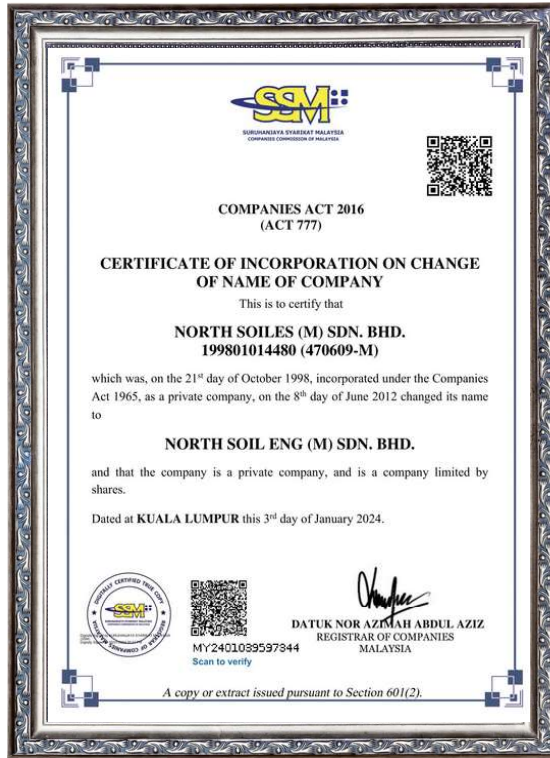 SSM
SURUHANJAYA SYARIKAT MALAYSIA
COMPANIES COMMISSION OF MALAYSIA
COMPANIES ACT 2016
(ACT 777)
CERTIFICATE OF INCORPORATION ON CHANGE
OF NAME OF COMPANY
This is to certify that
NORTH SOILES (M) SDN. BHD.
199801014480 (470609-M)
which was, on the 21st day of October 1998, incorporated under the Companies
Act 1965, as a private company, on the 8th day of June 2012 changed its name
to
NORTH SOIL ENG (M) SDN. BHD.
and that the company is a private company, and is a company limited by
shares.
Dated at KUALA LUMPUR this 3rd day of January 2024.
DIGITALLY CERTIFIED TRUE COPY
SSM
REGISTRAR OF COMPANIES MALAYSIA
MY2401039597344
Scan to verify
DATUK NOR AZIMAH ABDUL AZIZ
REGISTRAR OF COMPANIES
MALAYSIA
A copy or extract issued pursuant to Section 601(2).